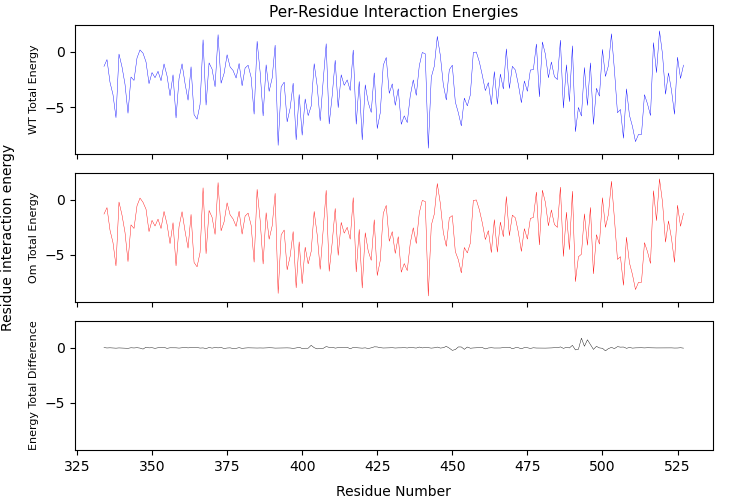 Per-Residue Interaction Energies
Residue interaction energy
WT Total Energy
0
−5
Om Total Energy
0
−5
Energy Total Difference
0
−5
325 350 375 400 425 450 475 500 525
Residue Number